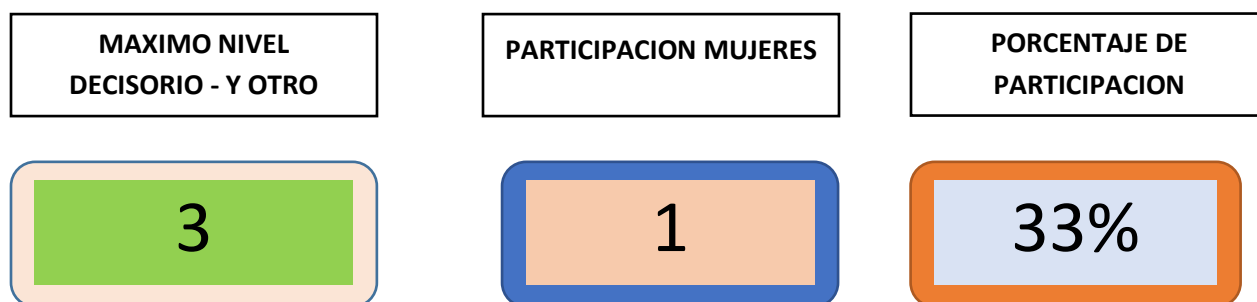 MAXIMO NIVEL
DECISORIO - Y OTRO
PARTICIPACION MUJERES
PORCENTAJE DE
PARTICIPACION
3
1
33%